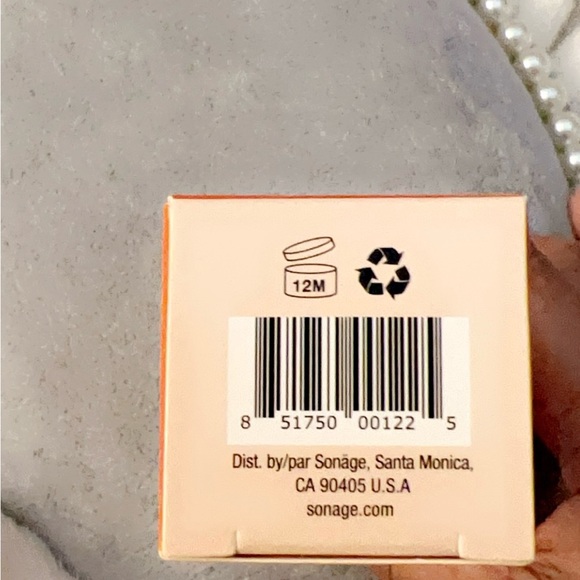 12M
8 51750 00122 5
Dist. by/par Sonäge, Santa Monica,
CA 90405 U.S.A
sonage.com